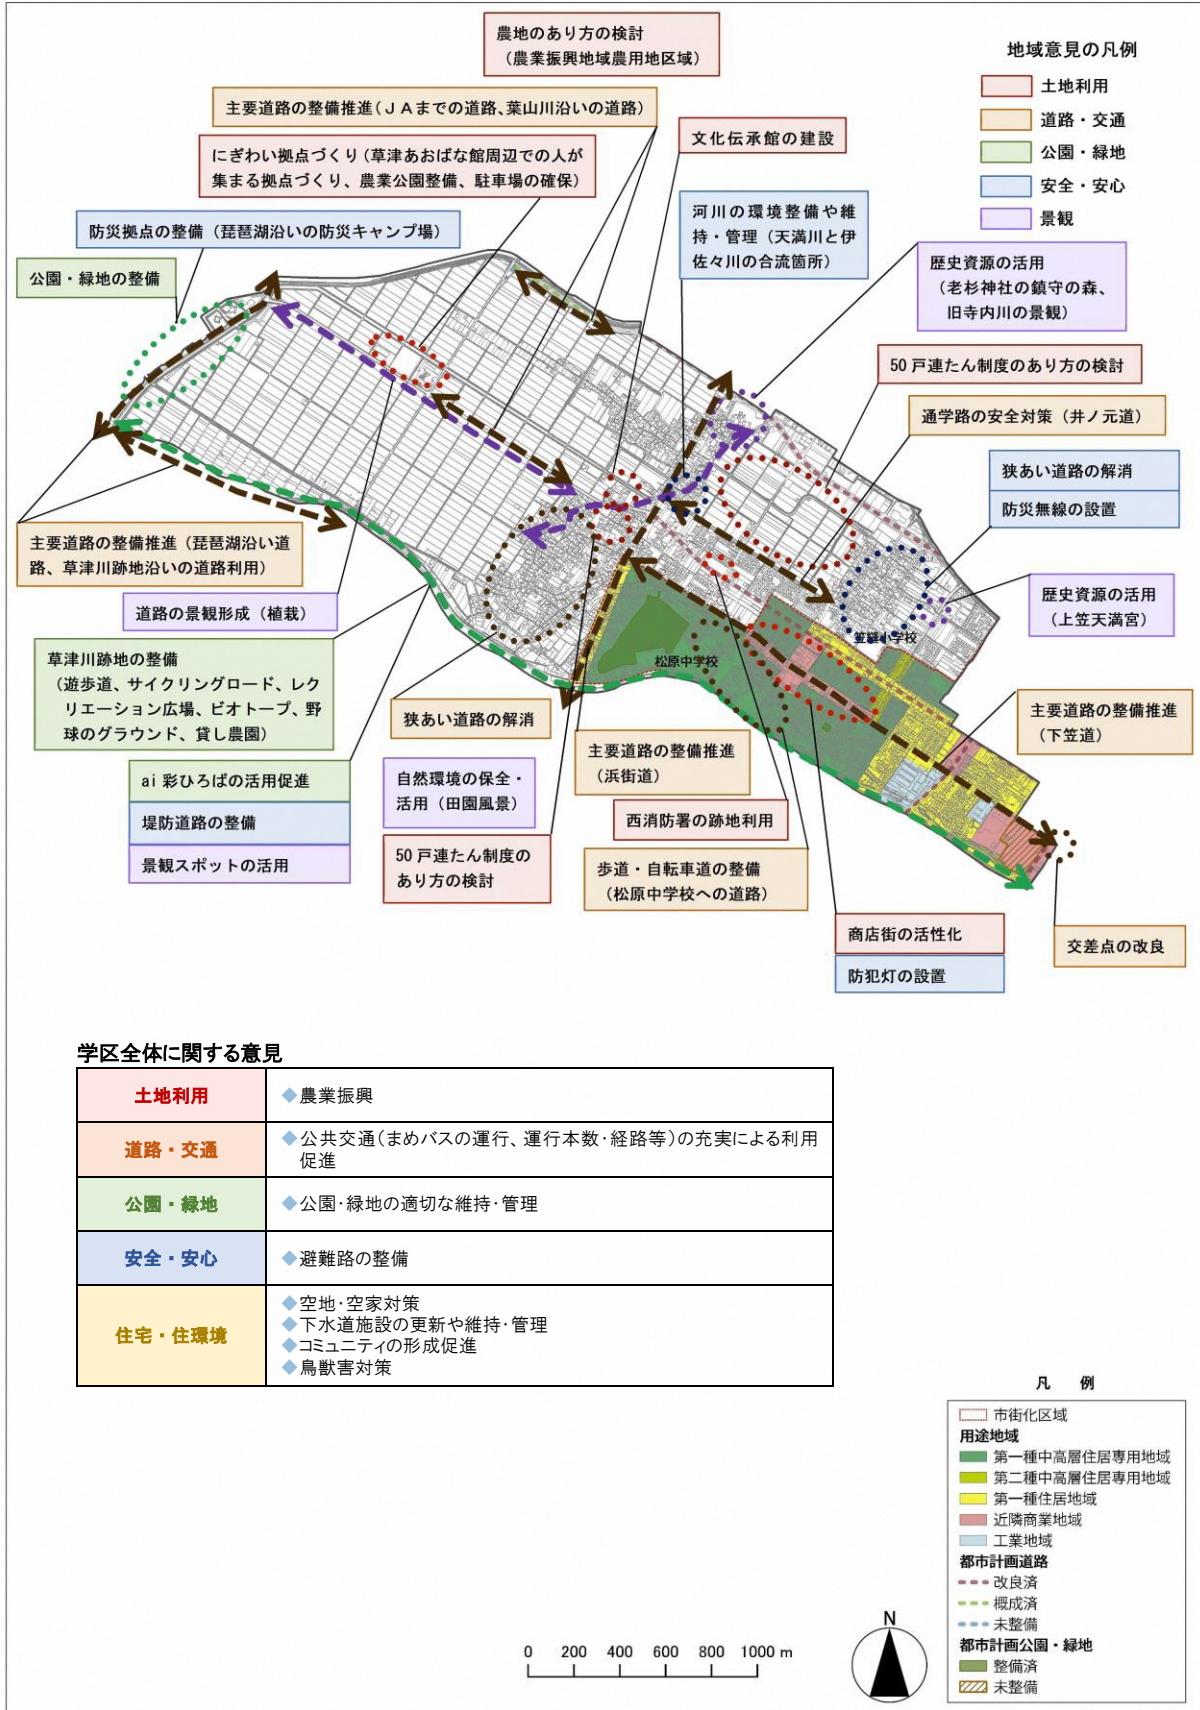 農地のあり方の検討
（農業振興地域農用地区域）
地域意見の凡例
土地利用
道路・交通
公園・緑地
安全・安心
景観
主要道路の整備推進（ＪＡまでの道路、葉山川沿いの道路）
文化伝承館の建設
にぎわい拠点づくり（草津あおばな館周辺での人が
集まる拠点づくり、農業公園整備、駐車場の確保）
河川の環境整備や維
持・管理（天満川と伊
佐々川の合流箇所）
防災拠点の整備（琵琶湖沿いの防災キャンプ場）
公園・緑地の整備
歴史資源の活用
（老杉神社の鎮守の森、
旧寺内川の景観）
50 戸連たん制度のあり方の検討
通学路の安全対策（井ノ元道）
狭あい道路の解消
防災無線の設置
主要道路の整備推進（琵琶湖沿い道
路、草津川跡地沿いの道路利用）
歴史資源の活用
（上笠天満宮）
道路の景観形成（植栽）
笠縫小学校
松原中学校
草津川跡地の整備
（遊歩道、サイクリングロード、レク
リエーション広場、ビオトープ、野
球のグラウンド、貸し農園）
狭あい道路の解消
主要道路の整備推進
（下笠道）
主要道路の整備推進
（浜街道）
ai 彩ひろばの活用促進
堤防道路の整備
景観スポットの活用
自然環境の保全・
活用（田園風景）
西消防署の跡地利用
50 戸連たん制度の
あり方の検討
歩道・自転車道の整備
（松原中学校への道路）
商店街の活性化
防犯灯の設置
交差点の改良
学区全体に関する意見
土地利用
◆農業振興
道路・交通
◆公共交通（まめバスの運行、運行本数・経路等）の充実による利用
促進
公園・緑地
◆公園・緑地の適切な維持・管理
安全・安心
◆避難路の整備
住宅・住環境
◆空地・空家対策
◆下水道施設の更新や維持・管理
◆コミュニティの形成促進
◆鳥獣害対策
凡 例
市街化区域
用途地域
第一種中高層住居専用地域
第二種中高層住居専用地域
第一種住居地域
近隣商業地域
工業地域
都市計画道路
改良済
概成済
未整備
都市計画公園・緑地
整備済
未整備
0 200 400 600 800 1000 m
N